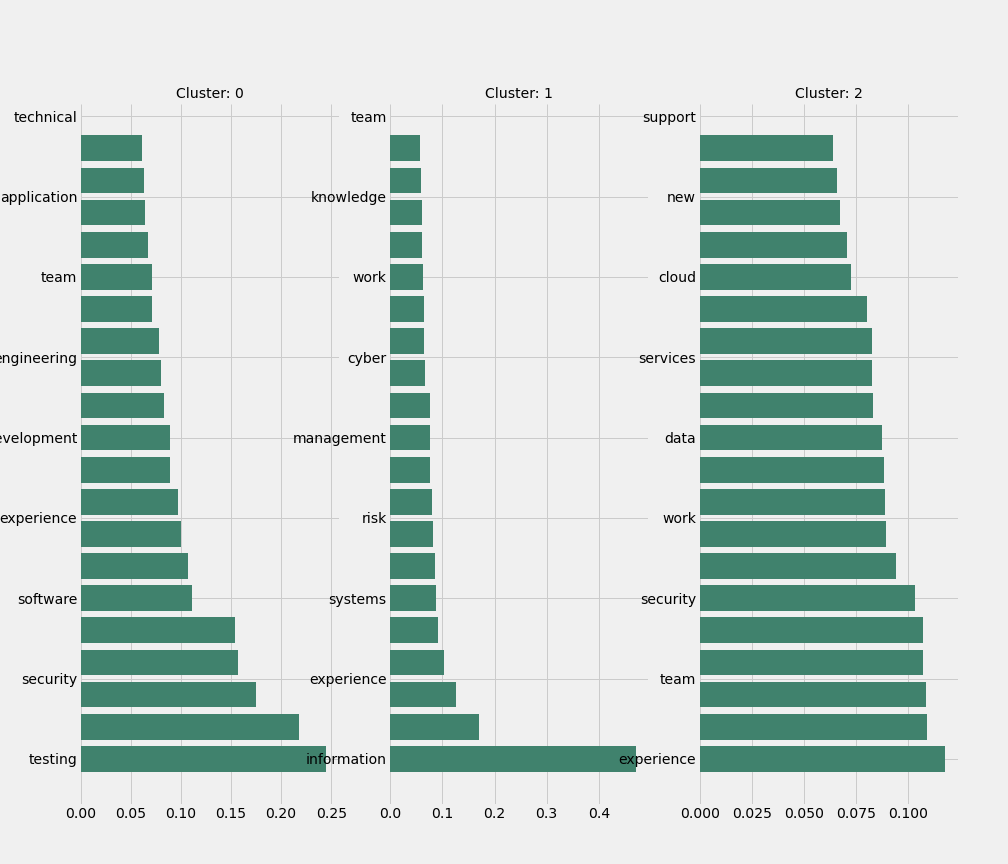 Cluster: 0
technical
application
team
engineering
evelopment
experience
software
security
testing
0.00 0.05 0.10 0.15 0.20 0.25
Cluster: 1
team
knowledge
work
cyber
management
risk
systems
experience
information
0.0 0.1 0.2 0.3 0.4
Cluster: 2
support
new
cloud
services
data
work
security
team
experience
0.000 0.025 0.050 0.075 0.100